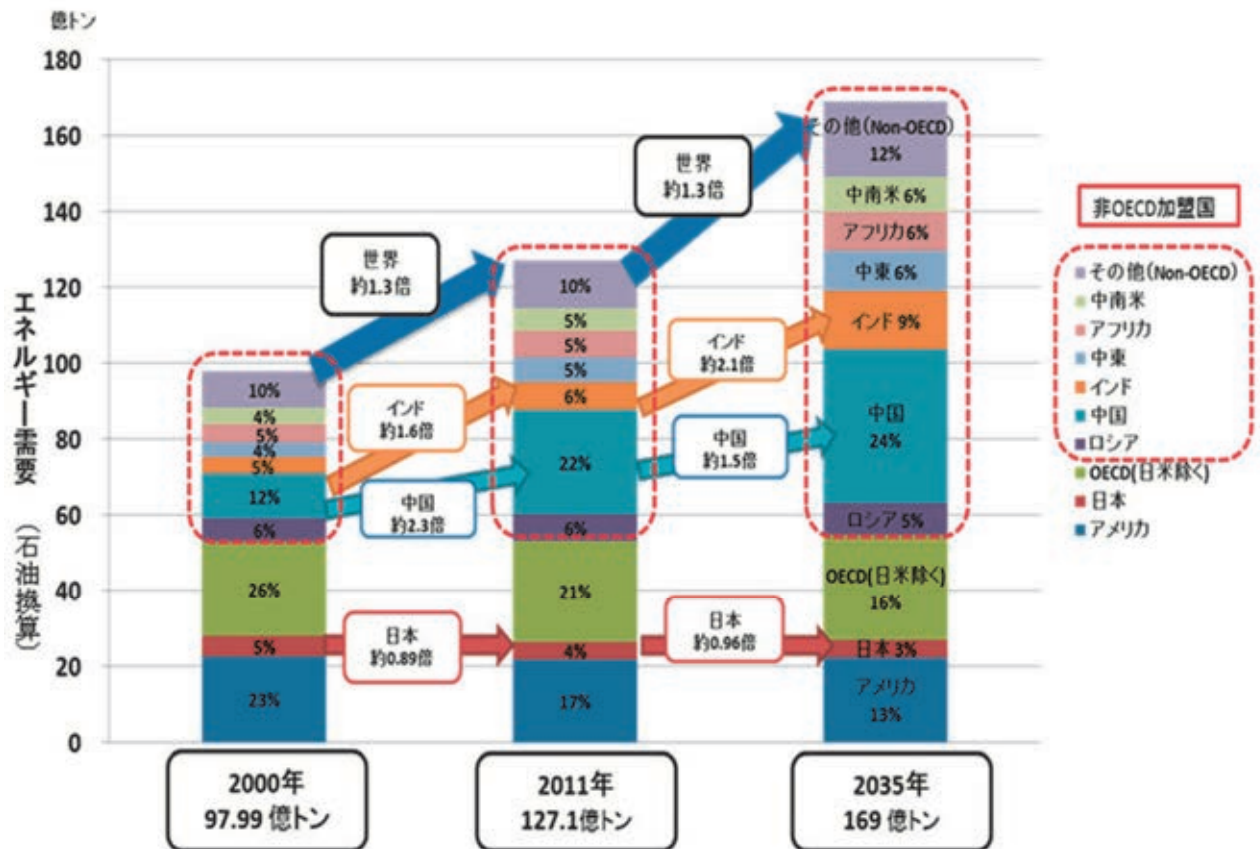 億トン
180
160
140
120
100
80
60
40
20
0
エネルギー需要 (石油換算)
10%
4%
5%
4%
5%
12%
6%
26%
5%
23%
世界
約1.3倍
インド
約1.6倍
中国
約2.3倍
日本
約0.89倍
10%
5%
5%
5%
6%
22%
6%
21%
4%
17%
世界
約1.3倍
インド
約2.1倍
中国
約1.5倍
日本
約0.96倍
その他(Non-OECD)
12%
中南米 6%
アフリカ 6%
中東 6%
インド 9%
中国
24%
ロシア 5%
OECD(日米除く)
16%
日本 3%
アメリカ
13%
非OECD加盟国
その他(Non-OECD)
中南米
アフリカ
中東
インド
中国
ロシア
OECD(日米除く)
日本
アメリカ
2000年
97.99 億トン
2011年
127.1億トン
2035年
169 億トン